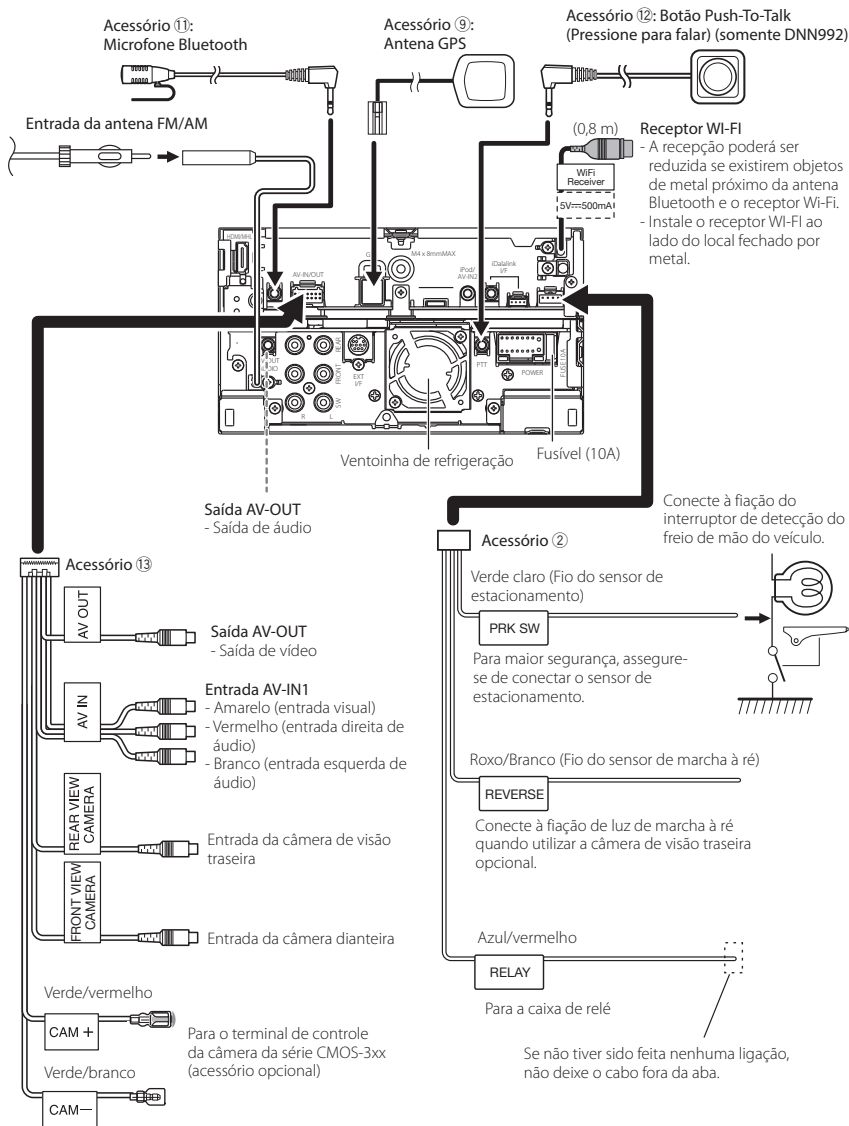 Acessório ⑪:
Microfone Bluetooth
Acessório ⑨:
Antena GPS
Acessório ⑫: Botão Push-To-Talk
(Pressione para falar) (somente DNN992)
Entrada da antena FM/AM
(0,8 m)
WiFi
Receiver
5V⎓500mA
Receptor WI-FI
- A recepção poderá ser
reduzida se existirem objetos
de metal próximo da antena
Bluetooth e o receptor Wi-Fi.
- Instale o receptor WI-FI ao
lado do local fechado por
metal.
HDMI/MHL
AV-IN/OUT
M4 x 8mmMAX
iPod/
AV-IN2
iDatalink
I/F
REAR
FRONT
SW
R
L
EXT
I/F
PTT
POWER
FUSE(10A)
Ventoinha de refrigeração
Fusível (10A)
Saída AV-OUT
- Saída de áudio
Acessório ⑬
AV OUT
Saída AV-OUT
- Saída de vídeo
AV IN
Entrada AV-IN1
- Amarelo (entrada visual)
- Vermelho (entrada direita de
áudio)
- Branco (entrada esquerda de
áudio)
REAR VIEW
CAMERA
Entrada da câmera de visão
traseira
FRONT VIEW
CAMERA
Entrada da câmera dianteira
Verde/vermelho
CAM +
Verde/branco
CAM−
Para o terminal de controle
da câmera da série CMOS-3xx
(acessório opcional)
Acessório ②
Conecte à fiação do
interruptor de detecção do
freio de mão do veículo.
Verde claro (Fio do sensor de
estacionamento)
PRK SW
Para maior segurança, assegure-
se de conectar o sensor de
estacionamento.
Roxo/Branco (Fio do sensor de marcha à ré)
REVERSE
Conecte à fiação de luz de marcha à ré
quando utilizar a câmera de visão traseira
opcional.
Azul/vermelho
RELAY
Para a caixa de relé
Se não tiver sido feita nenhuma ligação,
não deixe o cabo fora da aba.